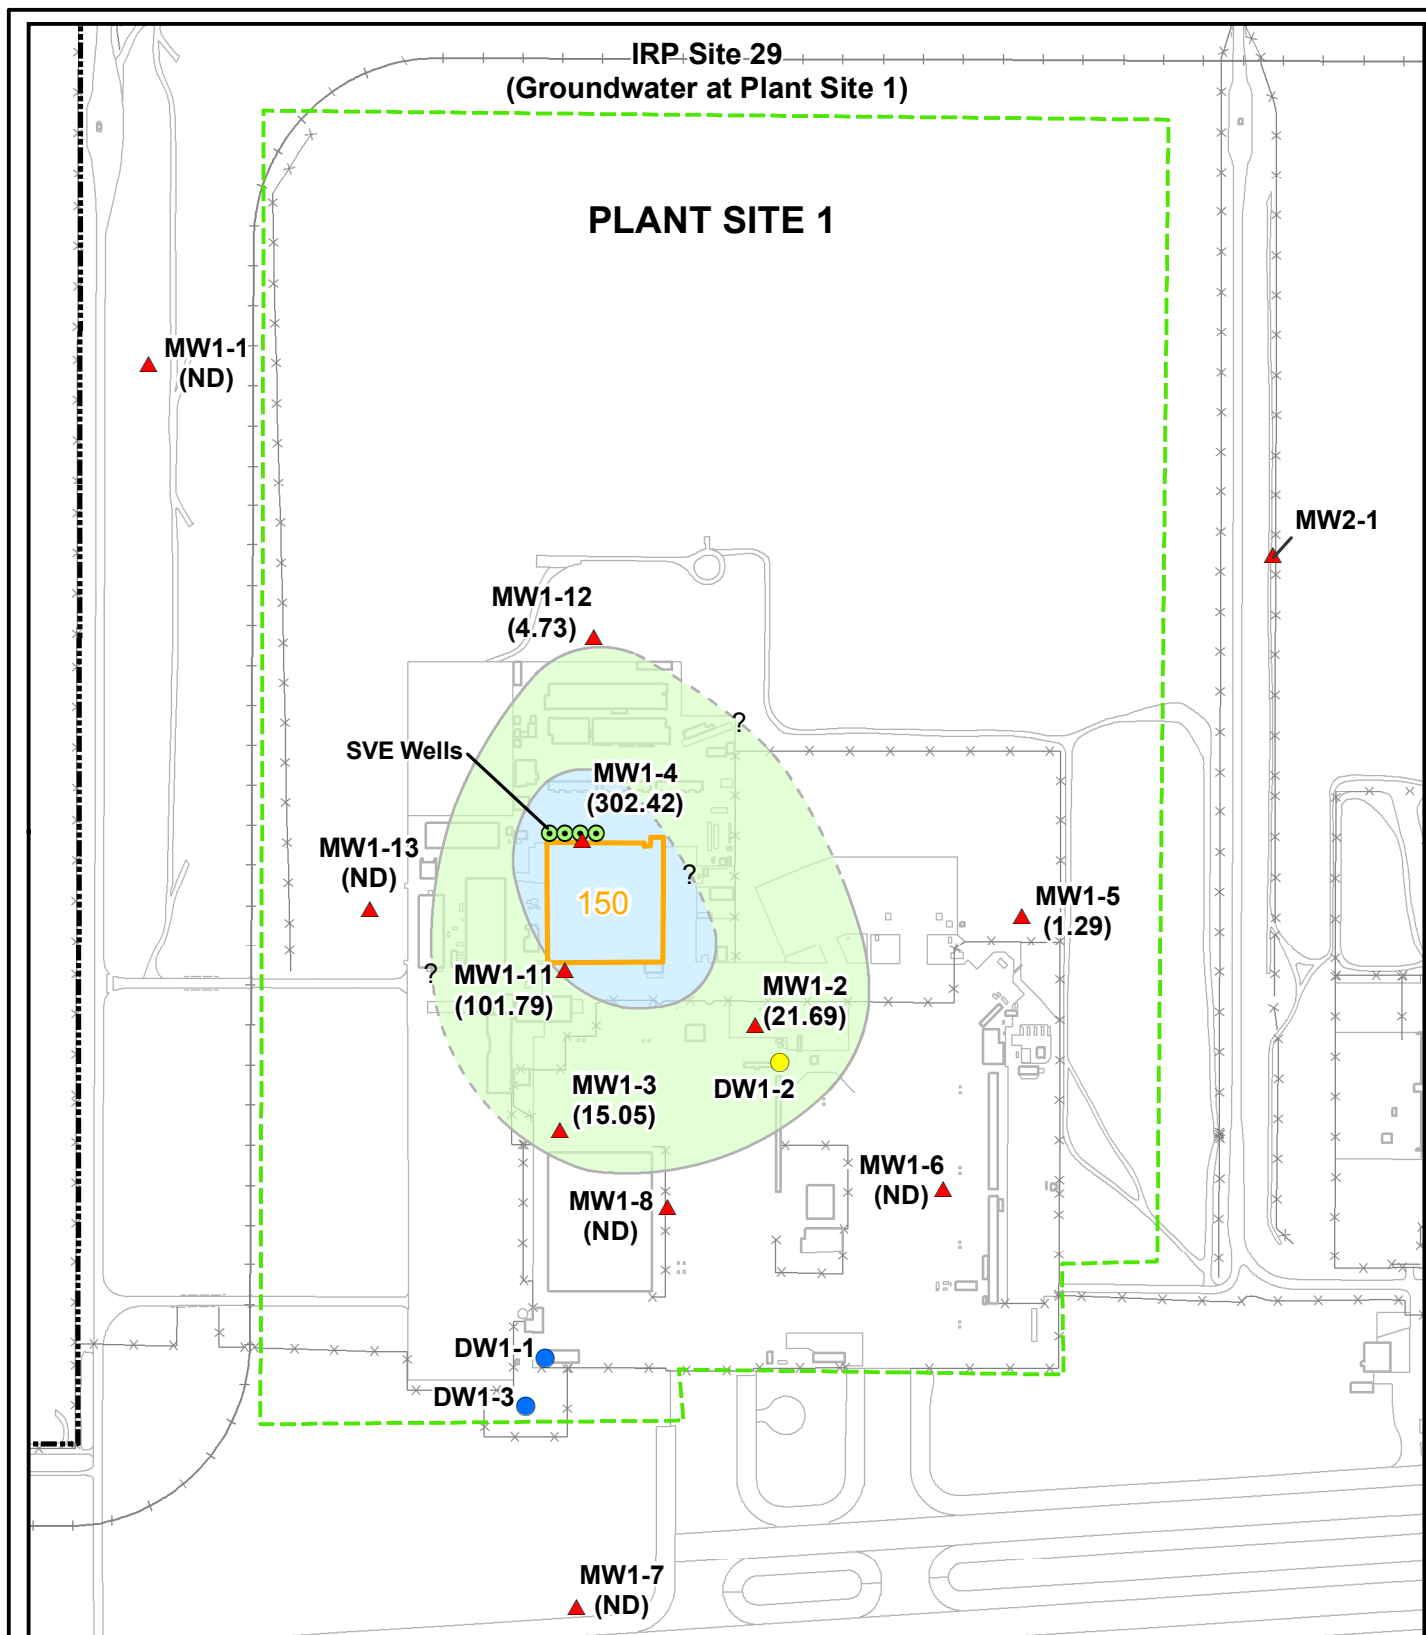 IRP Site 29
(Groundwater at Plant Site 1)
PLANT SITE 1
MW1-1
(ND)
MW2-1
MW1-12
(4.73)
?
SVE Wells
MW1-4
(302.42)
MW1-13
(ND)
?
150
MW1-5
(1.29)
?
MW1-11
(101.79)
MW1-2
(21.69)
DW1-2
MW1-3
(15.05)
MW1-6
(ND)
MW1-8
(ND)
DW1-1
DW1-3
MW1-7
(ND)